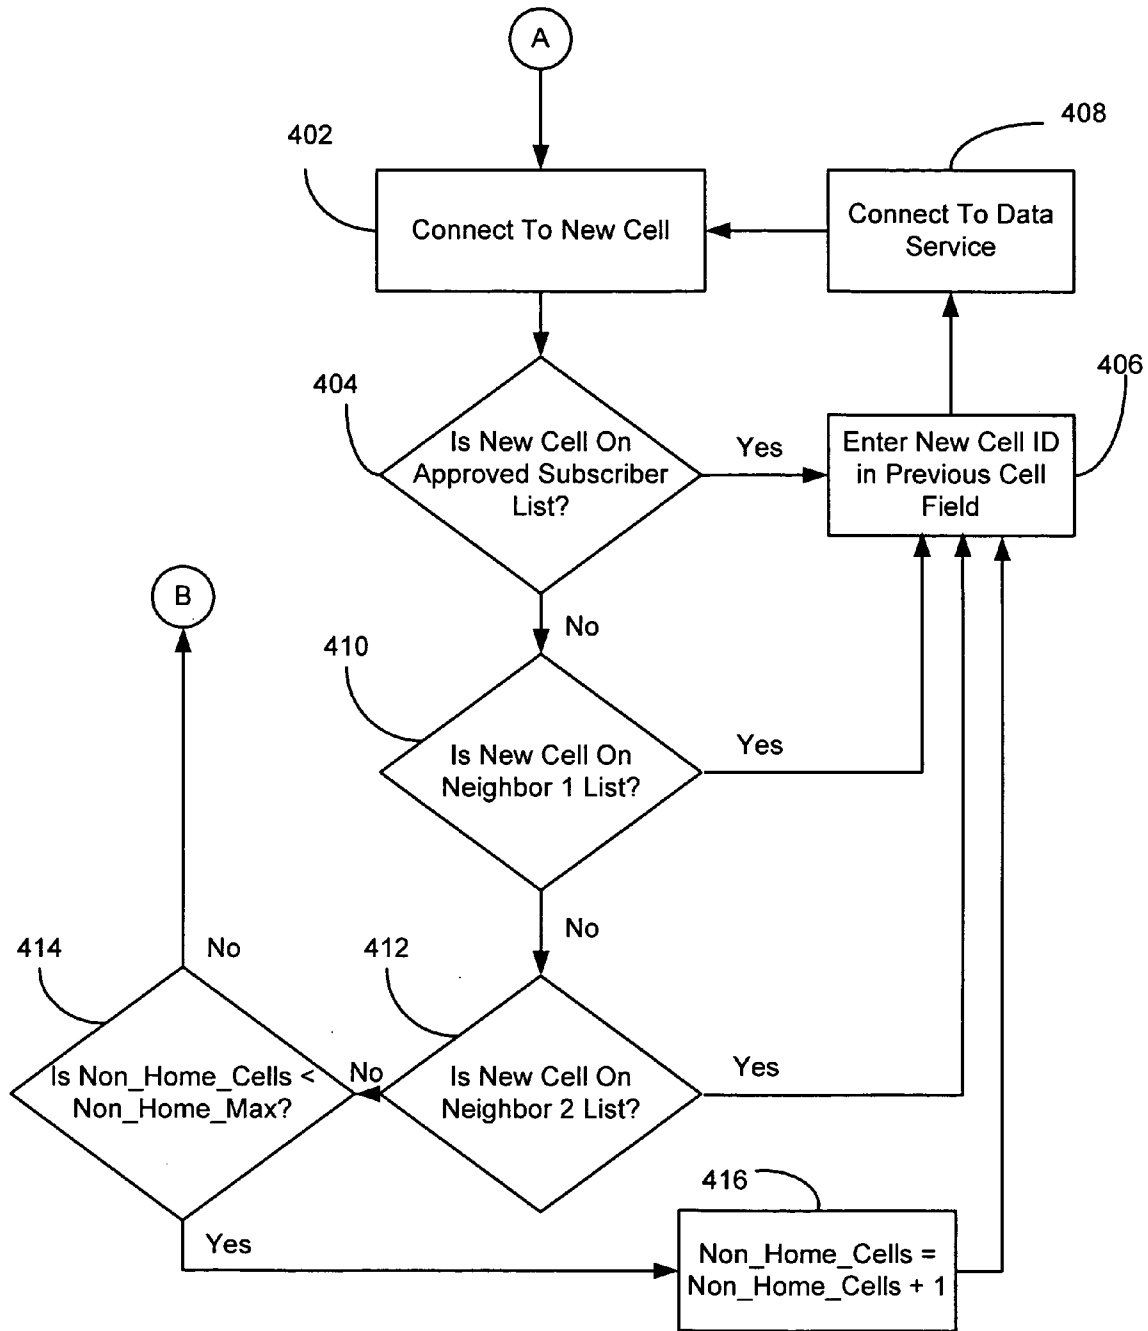 A
402
408
Connect To New Cell
Connect To Data
Service
404
406
Is New Cell On
Approved Subscriber
List?
Yes
Enter New Cell ID
in Previous Cell
Field
B
No
410
Is New Cell On
Neighbor 1 List?
Yes
No
414
No
412
Is Non_Home_Cells <
Non_Home_Max?
No
Is New Cell On
Neighbor 2 List?
Yes
416
Yes
Non_Home_Cells =
Non_Home_Cells + 1